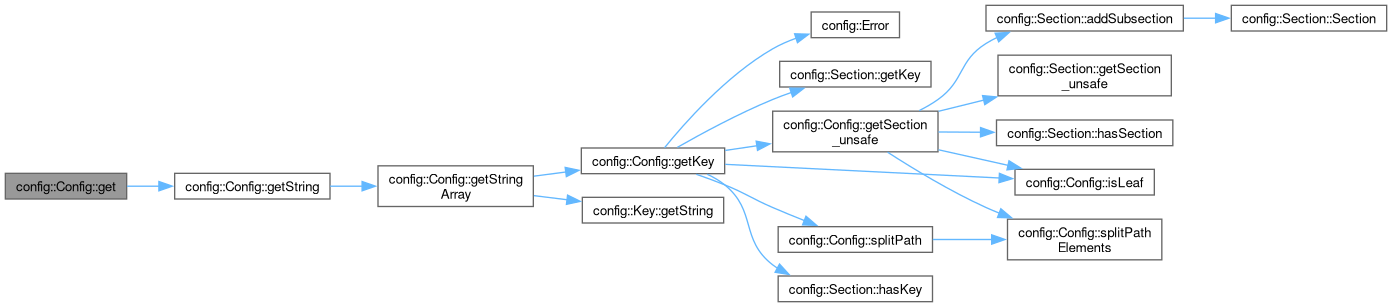 config::Config::get
config::Config::getString
config::Config::getString
Array
config::Config::getKey
config::Key::getString
config::Error
config::Section::getKey
config::Config::getSection
_unsafe
config::Config::splitPath
config::Section::hasKey
config::Section::addSubsection
config::Section::getSection
_unsafe
config::Section::hasSection
config::Config::isLeaf
config::Config::splitPath
Elements
config::Section::Section